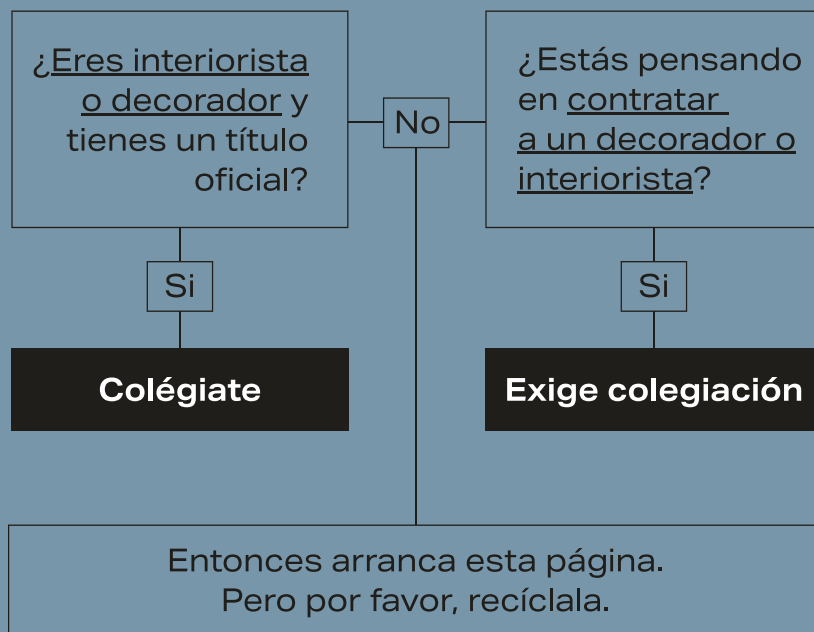 ¿Eres interiorista
o decorador y
tienes un título
oficial?
No
¿Estás pensando
en contratar
a un decorador o
interiorista?
Si
Si
Colégiate
Exige colegiación
Entonces arranca esta página.
Pero por favor, recíclala.